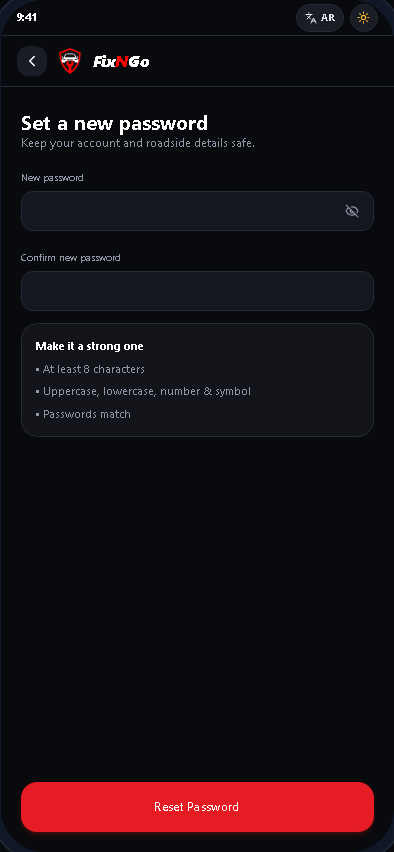 9:41
AR
FixNGo
Set a new password
Keep your account and roadside details safe.
New password
Confirm new password
Make it a strong one
• At least 8 characters
• Uppercase, lowercase, number & symbol
• Passwords match
Reset Password